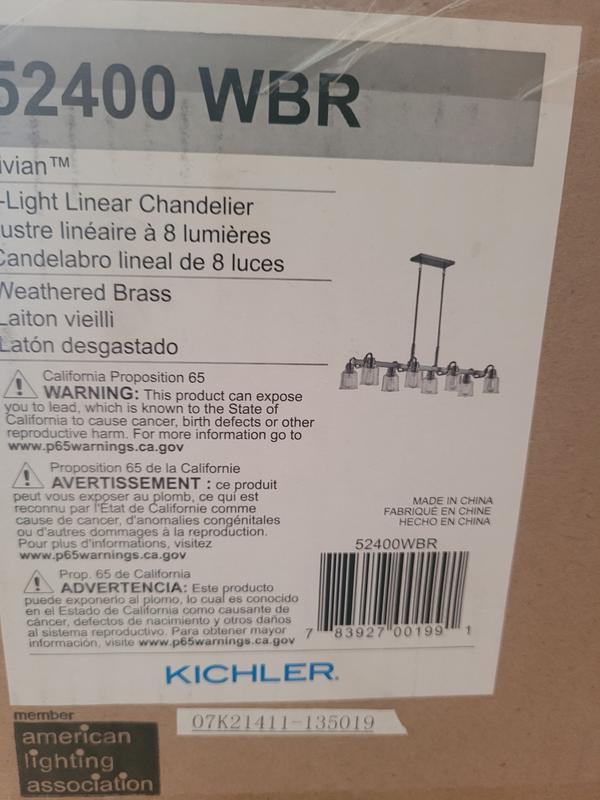 52400 WBR
ivian™
-Light Linear Chandelier
ustre linéaire à 8 lumières
Candelabro lineal de 8 luces
Weathered Brass
Laiton vieilli
Latón desgastado
California Proposition 65
WARNING: This product can expose
you to lead, which is known to the State of
California to cause cancer, birth defects or other
reproductive harm. For more information go to
www.p65warnings.ca.gov
Proposition 65 de la Californie
AVERTISSEMENT : ce produit
peut vous exposer au plomb, ce qui est
reconnu par l'État de Californie comme
cause de cancer, d'anomalies congénitales
ou d'autres dommages à la reproduction.
Pour plus d'informations, visitez
www.p65warnings.ca.gov
Prop. 65 de California
ADVERTENCIA: Este producto
puede exponerlo al plomo, lo cual es conocido
en el Estado de California como causante de
cáncer, defectos de nacimiento y otros daños
al sistema reproductivo. Para obtener mayor
información, visite www.p65warnings.ca.gov
MADE IN CHINA
FABRIQUÉ EN CHINE
HECHO EN CHINA
52400WBR
7 83927 00199 1
KICHLER®
07K21411-135019
member
american
lighting
association